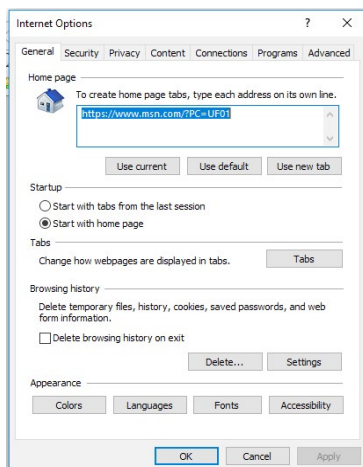 Internet Options
General Security Privacy Content Connections Programs Advanced
Home page
To create home page tabs, type each address on its own line.
https://www.msn.com/?PC=UF01
Use current Use default Use new tab
Startup
Start with tabs from the last session
Start with home page
Tabs
Change how webpages are displayed in tabs. Tabs
Browsing history
Delete temporary files, history, cookies, saved passwords, and web
form information.
Delete browsing history on exit
Delete... Settings
Appearance
Colors Languages Fonts Accessibility
OK Cancel Apply